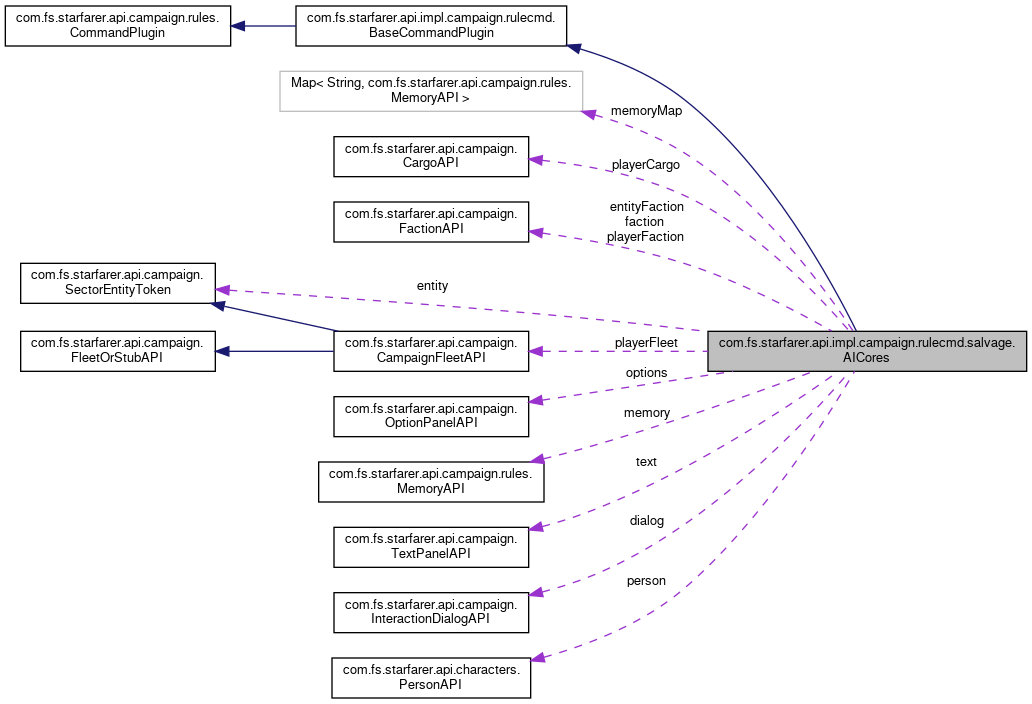 com.fs.starfarer.api.campaign.rules.
CommandPlugin
com.fs.starfarer.api.impl.campaign.rulecmd.
BaseCommandPlugin
Map< String, com.fs.starfarer.api.campaign.rules.
MemoryAPI >
memoryMap
com.fs.starfarer.api.campaign.
CargoAPI
playerCargo
com.fs.starfarer.api.campaign.
FactionAPI
entityFaction
faction
playerFaction
com.fs.starfarer.api.campaign.
SectorEntityToken
entity
com.fs.starfarer.api.campaign.
FleetOrStubAPI
com.fs.starfarer.api.campaign.
CampaignFleetAPI
playerFleet
com.fs.starfarer.api.impl.campaign.rulecmd.salvage.
AICores
com.fs.starfarer.api.campaign.
OptionPanelAPI
options
com.fs.starfarer.api.campaign.rules.
MemoryAPI
memory
com.fs.starfarer.api.campaign.
TextPanelAPI
text
com.fs.starfarer.api.campaign.
InteractionDialogAPI
dialog
com.fs.starfarer.api.characters.
PersonAPI
person